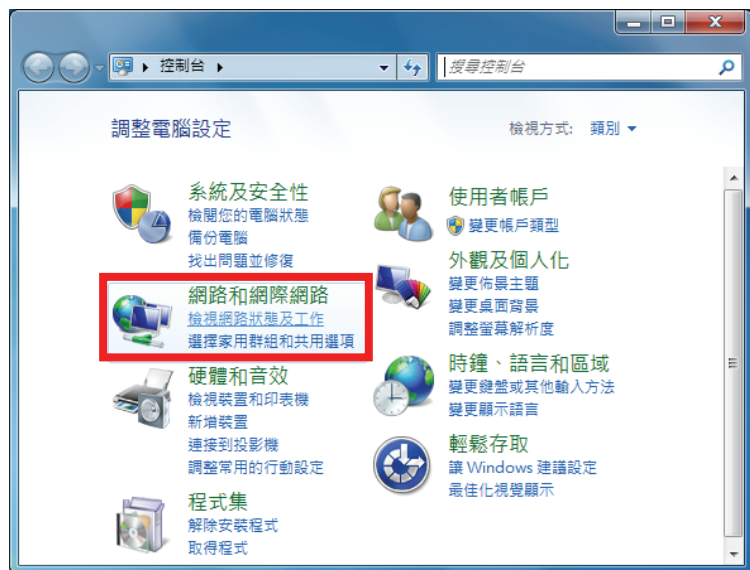 控制台
搜尋控制台
調整電腦設定
檢視方式: 類別
系統及安全性
檢閱您的電腦狀態
備份電腦
找出問題並修復
網路和網際網路
檢視網路狀態及工作
選擇家用群組和共用選項
硬體和音效
檢視裝置和印表機
新增裝置
連接到投影機
調整常用的行動設定
程式集
解除安裝程式
取得程式
使用者帳戶
變更帳戶類型
外觀及個人化
變更佈景主題
變更桌面背景
調整螢幕解析度
時鐘、語言和區域
變更鍵盤或其他輸入方法
變更顯示語言
輕鬆存取
讓 Windows 建議設定
最佳化視覺顯示